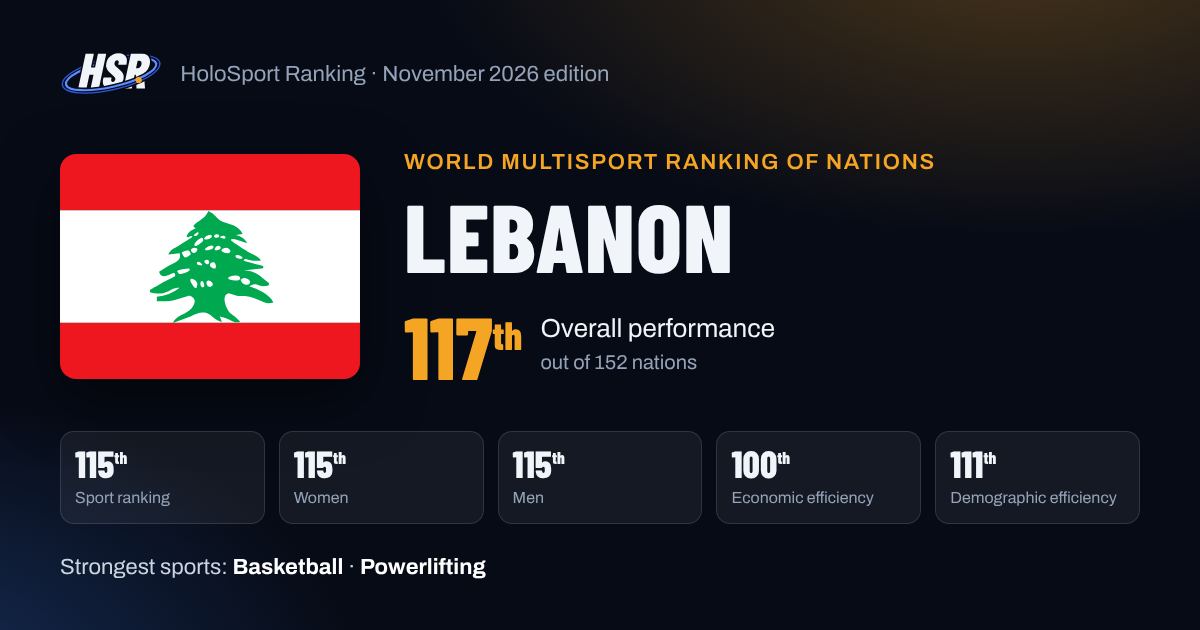 HSR HoloSport Ranking · November 2026 edition
WORLD MULTISPORT RANKING OF NATIONS
LEBANON
117th
Overall performance
out of 152 nations
115th
Sport ranking
115th
Women
115th
Men
100th
Economic efficiency
111th
Demographic efficiency
Strongest sports: Basketball · Powerlifting